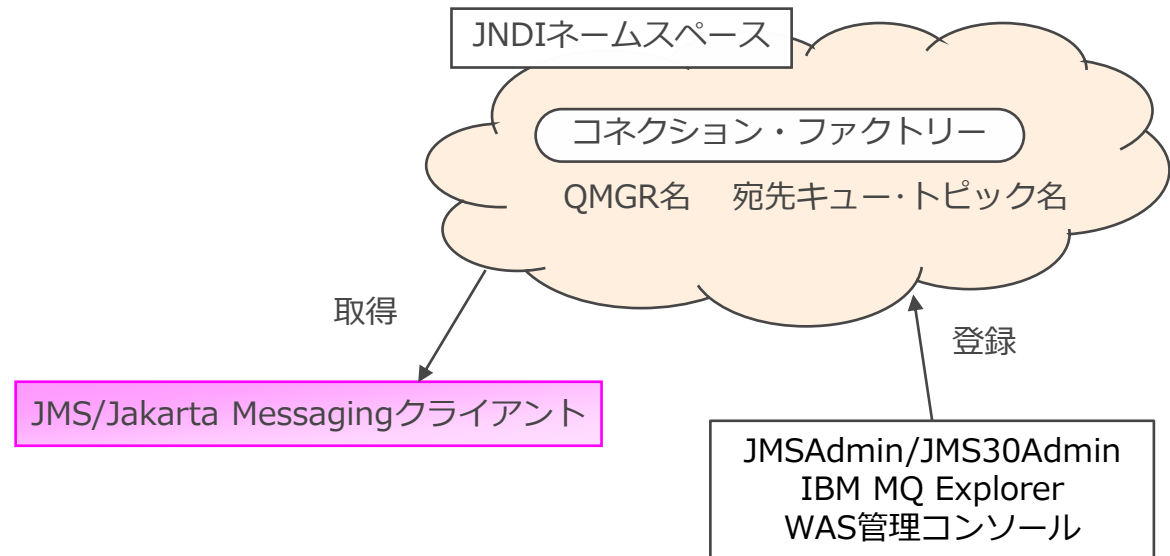 JNDIネームスペース
コネクション・ファクトリー
QMGR名 宛先キュー･トピック名
取得
登録
JMS/Jakarta Messagingクライアント
JMSAdmin/JMS30Admin
IBM MQ Explorer
WAS管理コンソール